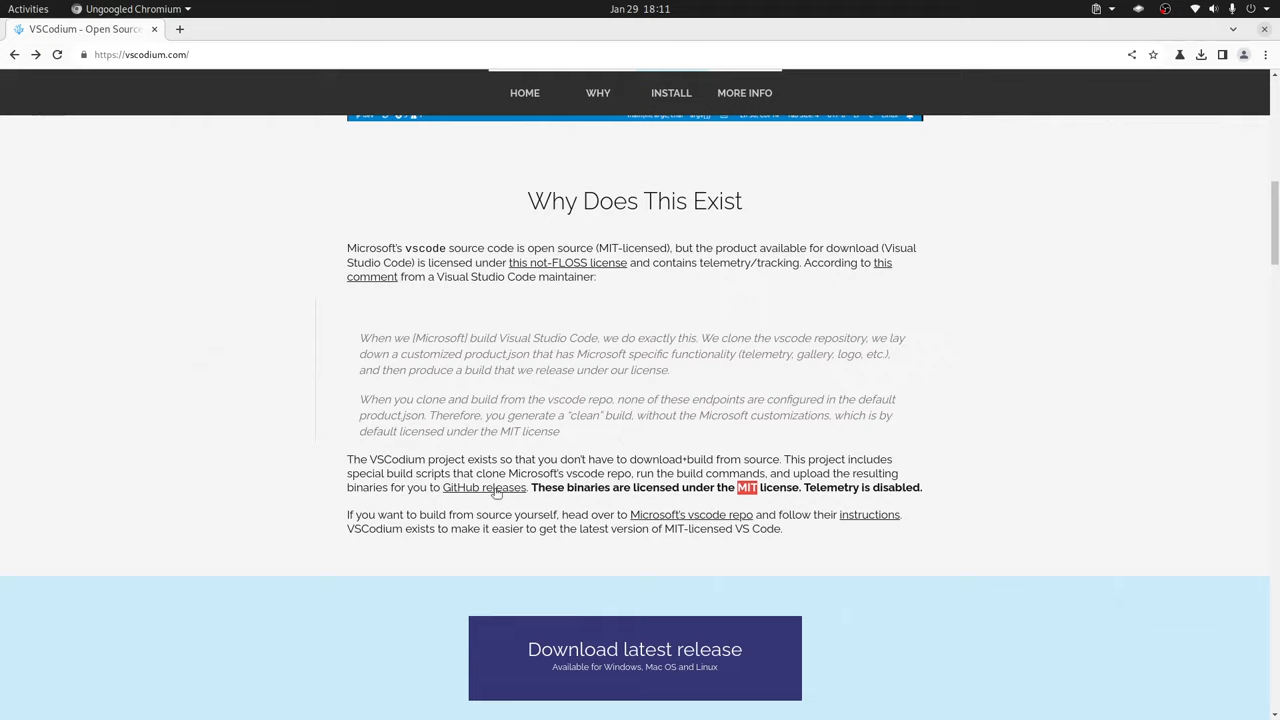 Activities
Ungoogled Chromium
Jan 29 18:11
VSCodium - Open Source
https://vscodium.com/
HOME
WHY
INSTALL
MORE INFO
Why Does This Exist
Microsoft's vscode source code is open source (MIT-licensed), but the product available for download (Visual
Studio Code) is licensed under this not-FLOSS license and contains telemetry/tracking. According to this
comment from a Visual Studio Code maintainer:
When we [Microsoft] build Visual Studio Code, we do exactly this. We clone the vscode repository, we lay
down a customized product.json that has Microsoft specific functionality (telemetry, gallery, logo, etc.),
and then produce a build that we release under our license.
When you clone and build from the vscode repo, none of these endpoints are configured in the default
product.json. Therefore, you generate a “clean” build, without the Microsoft customizations, which is by
default licensed under the MIT license
The VSCodium project exists so that you don't have to download+build from source. This project includes
special build scripts that clone Microsoft's vscode repo, run the build commands, and upload the resulting
binaries for you to GitHub releases. These binaries are licensed under the MIT license. Telemetry is disabled.
If you want to build from source yourself, head over to Microsoft's vscode repo and follow their instructions.
VSCodium exists to make it easier to get the latest version of MIT-licensed VS Code.
Download latest release
Available for Windows, Mac OS and Linux